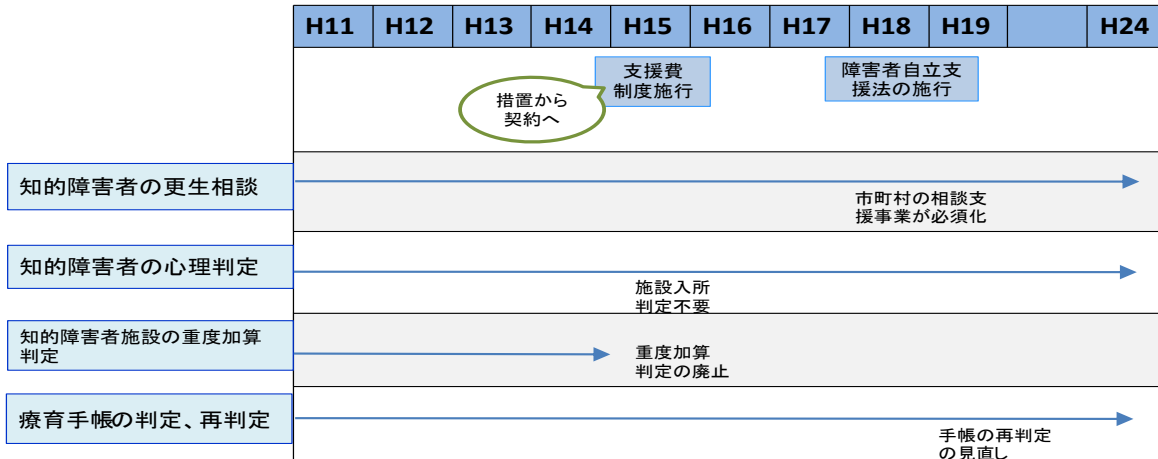 H11 H12 H13 H14 H15 H16 H17 H18 H19 H24
支援費
制度施行
障害者自立支
援法の施行
措置から
契約へ
知的障害者の更生相談
市町村の相談支
援事業が必須化
知的障害者の心理判定
施設入所
判定不要
知的障害者施設の重度加算
判定
重度加算
判定の廃止
療育手帳の判定、再判定
手帳の再判定
の見直し